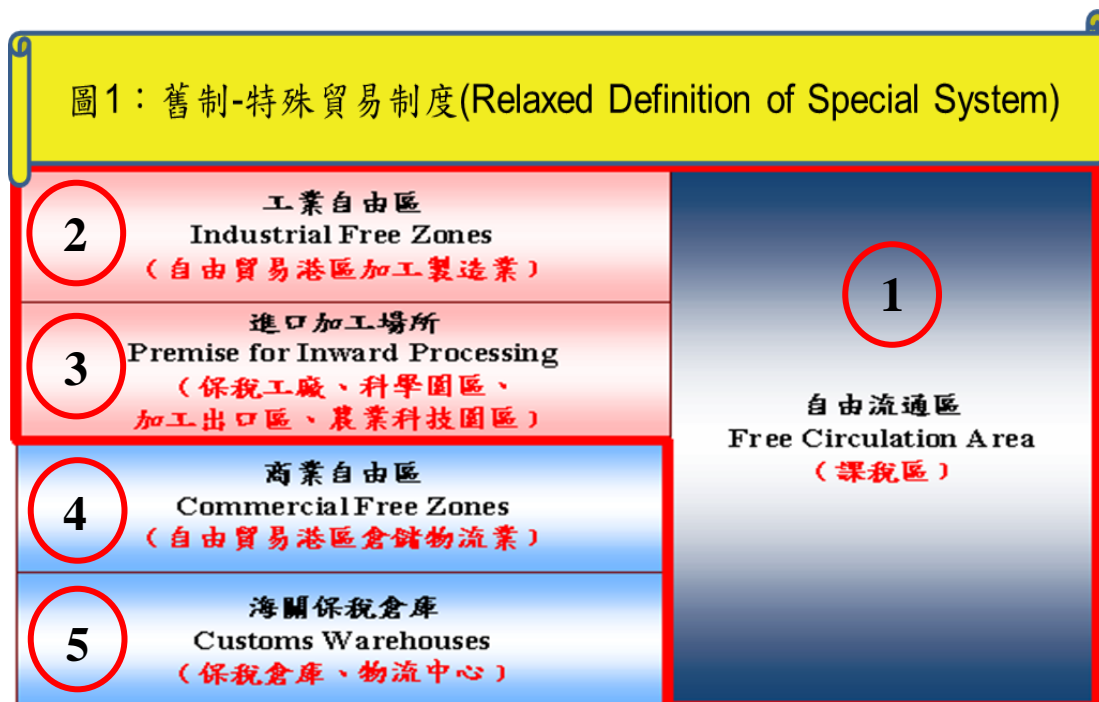 圖1：舊制-特殊貿易制度(Relaxed Definition of Special System)
2
工業自由區
Industrial Free Zones
（自由貿易港區加工製造業）
3
進口加工場所
Premise for Inward Processing
（保稅工廠、科學園區、
加工出口區、農業科技園區）
4
商業自由區
Commercial Free Zones
（自由貿易港區倉儲物流業）
5
海關保稅倉庫
Customs Warehouses
（保稅倉庫、物流中心）
1
自由流通區
Free Circulation Area
（課稅區）